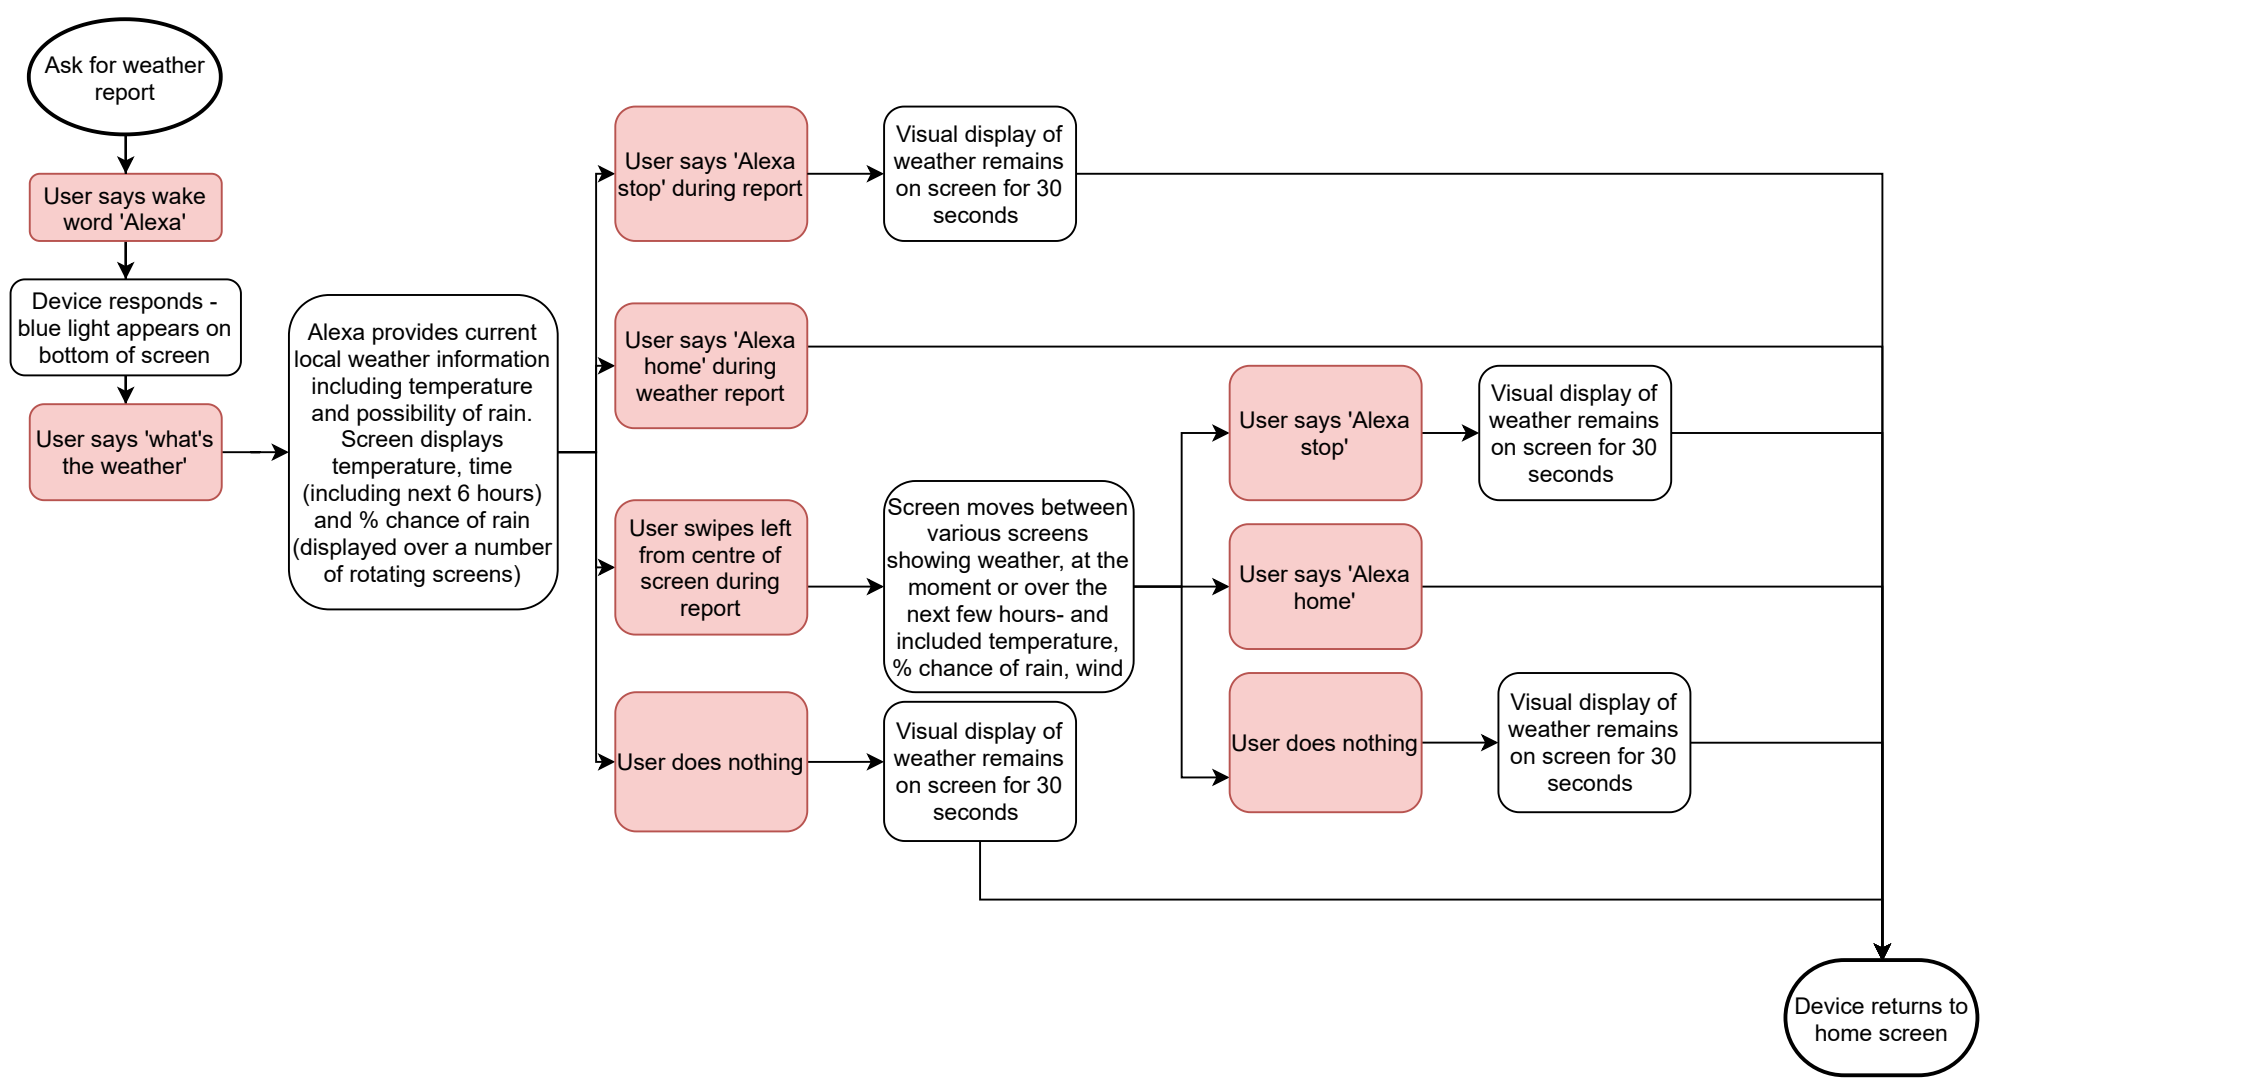 Ask for weather
report
User says wake
word 'Alexa'
Device responds -
blue light appears on
bottom of screen
User says 'what's
the weather'
Alexa provides current
local weather information
including temperature
and possibility of rain.
Screen displays
temperature, time
(including next 6 hours)
and % chance of rain
(displayed over a number
of rotating screens)
User says 'Alexa
stop' during report
Visual display of
weather remains
on screen for 30
seconds
User says 'Alexa
home' during
weather report
User swipes left
from centre of
screen during
report
Screen moves between
various screens
showing weather, at the
moment or over the
next few hours- and
included temperature,
% chance of rain, wind
User says 'Alexa
stop'
Visual display of
weather remains
on screen for 30
seconds
User says 'Alexa
home'
User does nothing
Visual display of
weather remains
on screen for 30
seconds
User does nothing
Visual display of
weather remains
on screen for 30
seconds
Device returns to
home screen